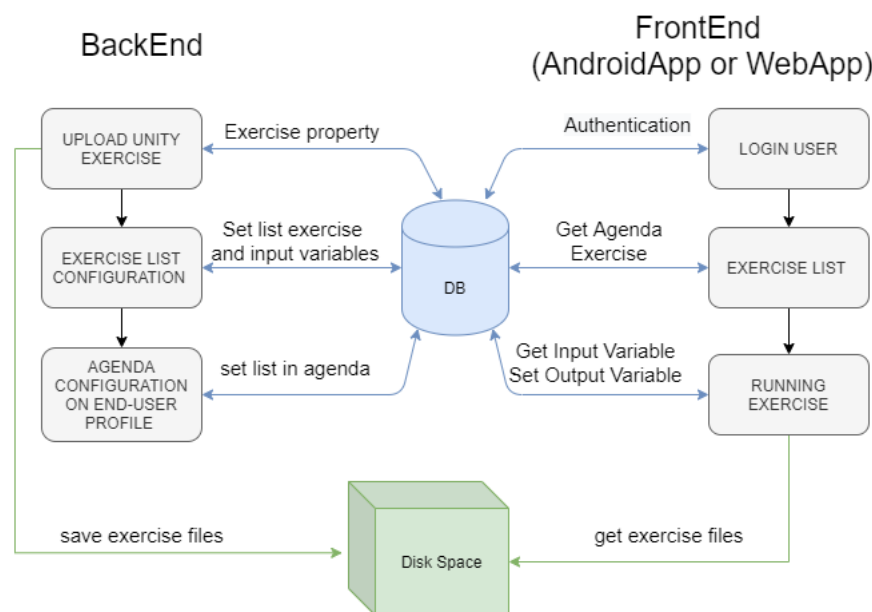 BackEnd
FrontEnd
(AndroidApp or WebApp)
UPLOAD UNITY
EXERCISE
Exercise property
Authentication
LOGIN USER
EXERCISE LIST
CONFIGURATION
Set list exercise
and input variables
DB
Get Agenda
Exercise
EXERCISE LIST
AGENDA
CONFIGURATION
ON END-USER
PROFILE
set list in agenda
Get Input Variable
Set Output Variable
RUNNING
EXERCISE
save exercise files
Disk Space
get exercise files